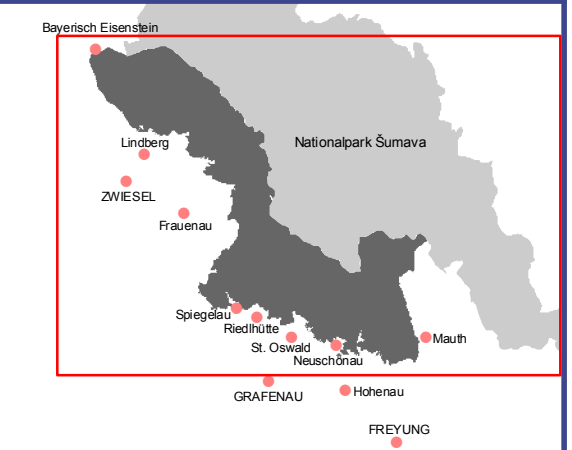 Bayerisch Eisenstein
Lindberg
Nationalpark Šumava
ZWIESEL
Frauenau
Spiegelau
Riedlhütte
St. Oswald
Mauth
Neuschönau
GRAFENAU
Hohenau
FREYUNG